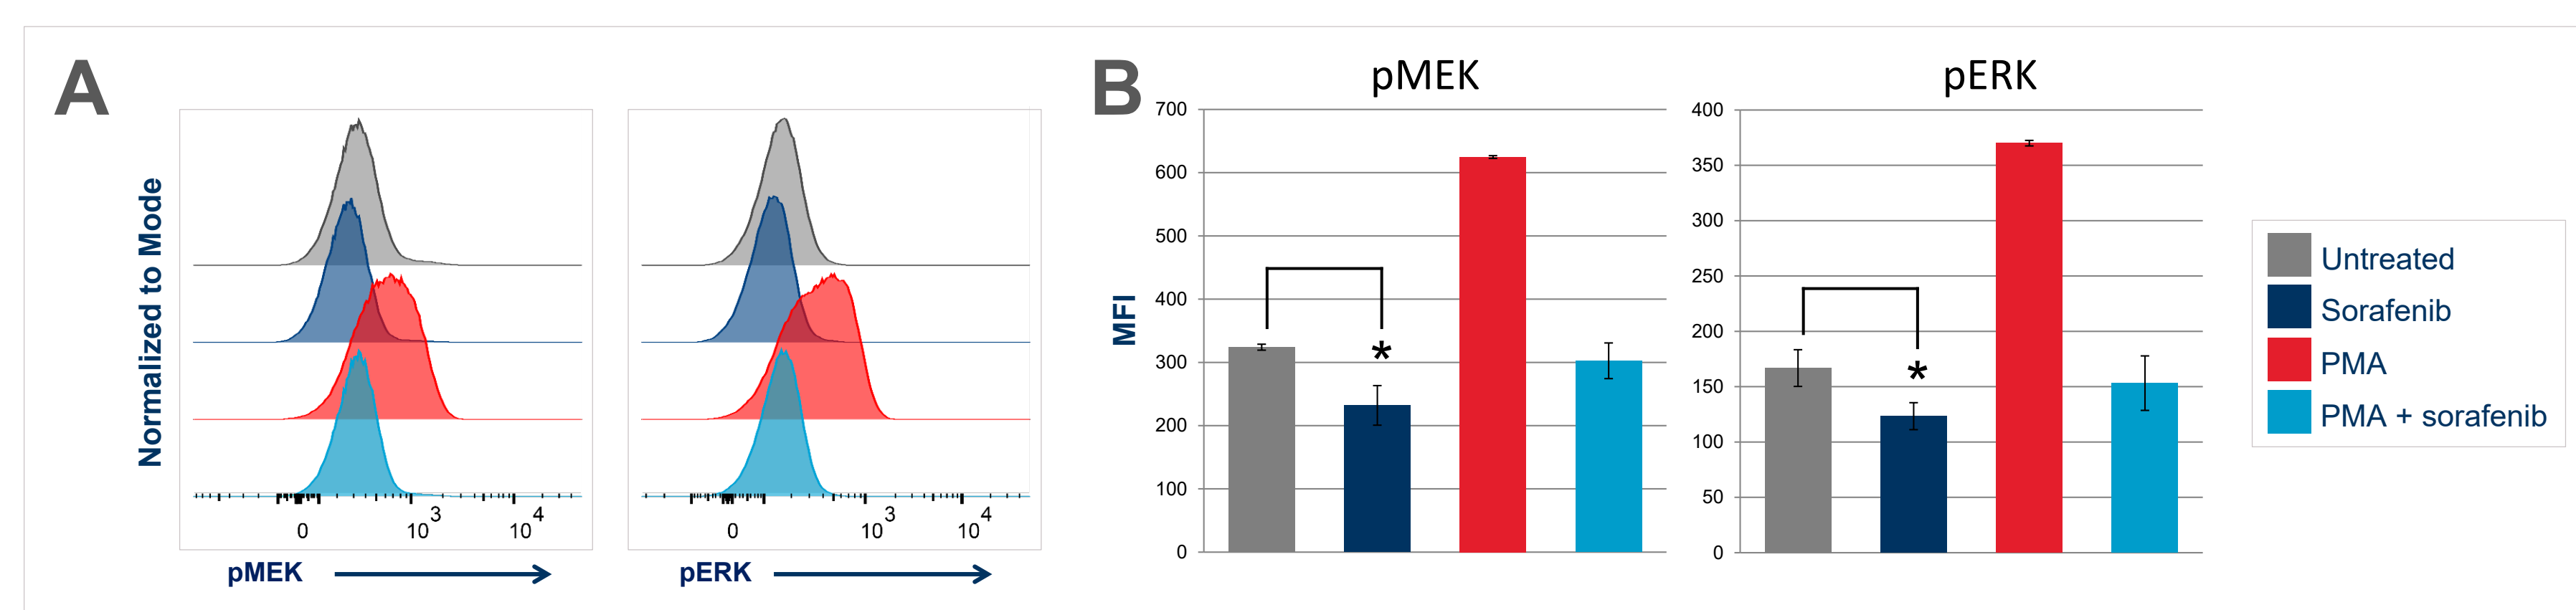 A
Normalized to Mode
0 10^3 10^4
pMEK
0 10^3 10^4
pERK
B
pMEK
MFI
700
600
500
400
300
200
100
0
*
pERK
400
350
300
250
200
150
100
50
0
*
Untreated
Sorafenib
PMA
PMA + sorafenib